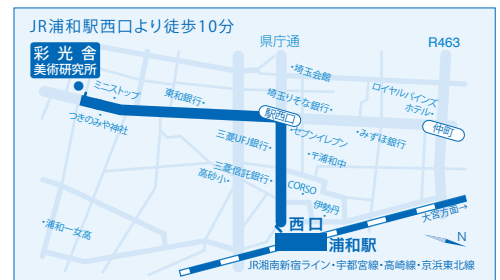 JR浦和駅西口より徒歩10分
県庁通
R463
彩光舎
美術研究所
ミニストップ
東和銀行
埼玉会館
埼玉りそな銀行
ロイヤルパインズ
ホテル
駅西口
仲町
つきのみや神社
三菱UFJ銀行
セブンイレブン
みずほ銀行
〒浦和中
三菱信託銀行
高砂小
CORSO
伊勢丹
浦和一女高
西口
浦和駅
大宮方面→
N
JR湘南新宿ライン・宇都宮線・高崎線・京浜東北線